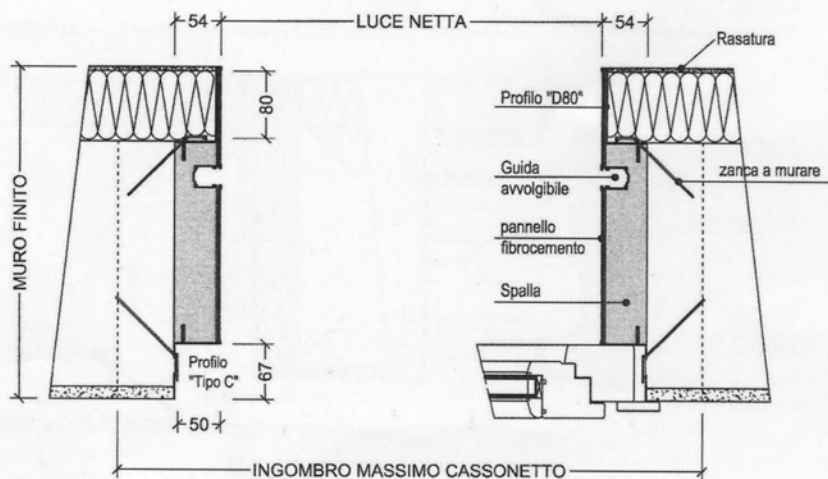 54
LUCE NETTA
54
Rasatura
80
Profilo "D80"
MURO FINITO
Guida
avvolgibile
zanca a murare
pannello
fibrocemento
Spalla
Profilo
"Tipo C"
67
50
INGOMBRO MASSIMO CASSONETTO